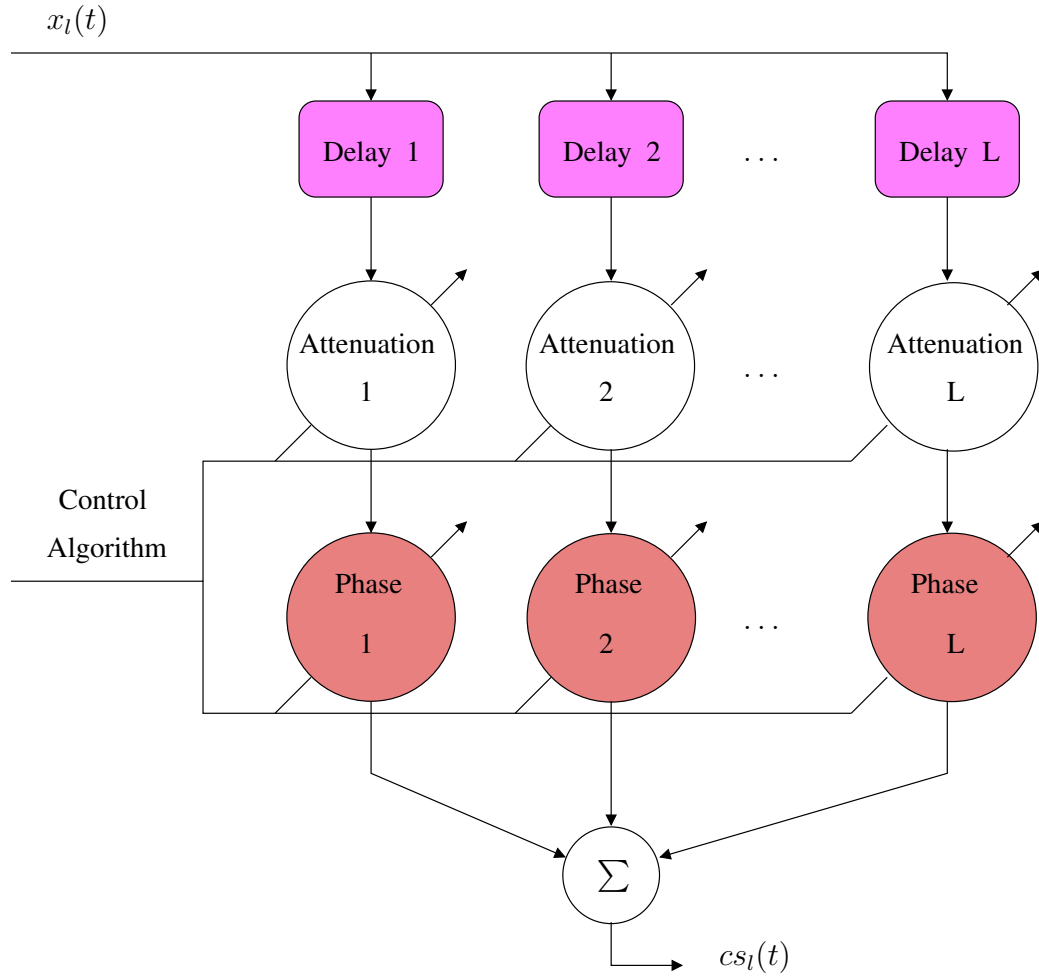 x_l(t)
Delay 1 Delay 2 ... Delay L
Attenuation Attenuation Attenuation
1 2 ... L
Control
Algorithm
Phase Phase Phase
1 2 ... L
Σ
cs_l(t)